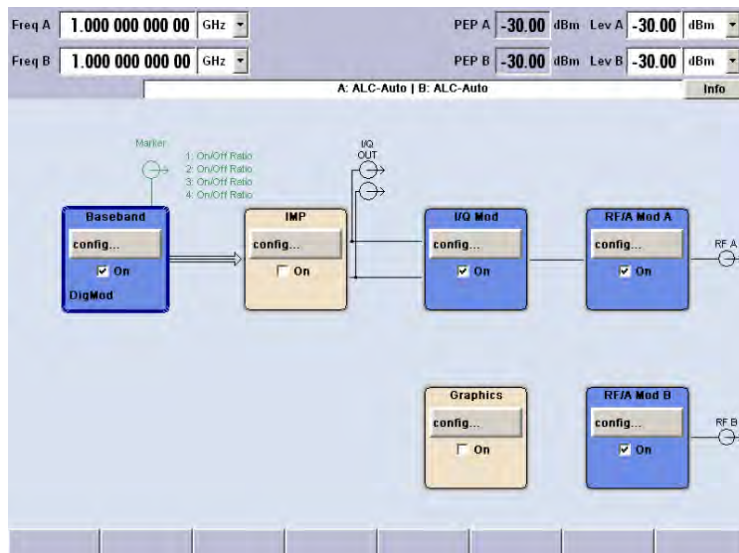 Freq A 1.000 000 000 00 GHz PEP A -30.00 dBm Lev A -30.00 dBm
Freq B 1.000 000 000 00 GHz PEP B -30.00 dBm Lev B -30.00 dBm
A: ALC-Auto | B: ALC-Auto Info
Marker
1: On/Off Ratio
2: On/Off Ratio
3: On/Off Ratio
4: On/Off Ratio
I/Q
OUT
Baseband IMP I/Q Mod RF/A Mod A
config... config... config... config... RF A
On On On On
DigMod
Graphics RF/A Mod B
config... config... RF B
On On